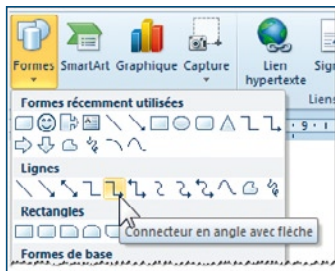 Formes SmartArt Graphique Capture Lien Sign
hypertexte
Liens
Formes récemment utilisées
· 9 · I
Lignes
Rectangles
Connecteur en angle avec flèche
Formes de base